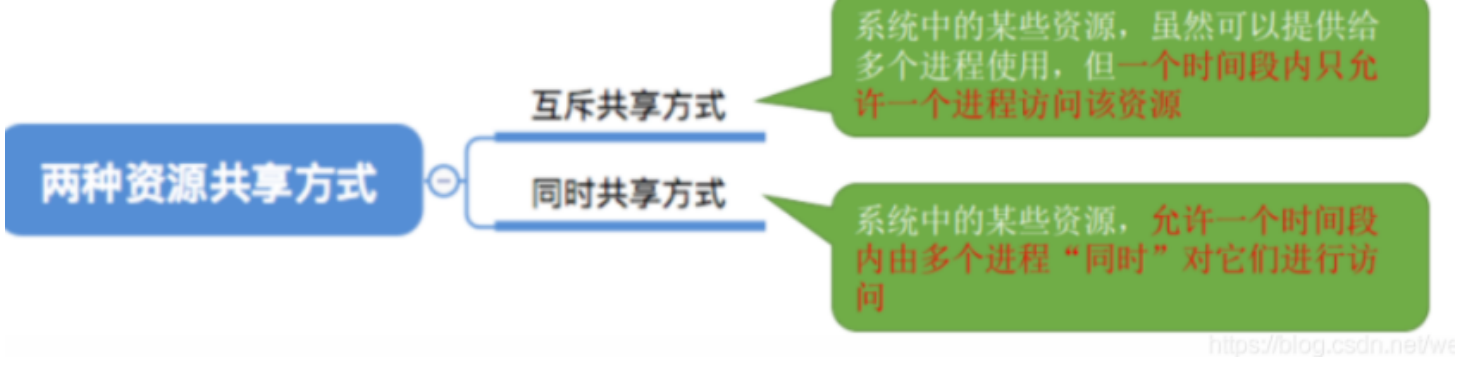 系统中的某些资源，虽然可以提供给
多个进程使用，但一个时间段内只允
许一个进程访问该资源
互斥共享方式
两种资源共享方式
同时共享方式
系统中的某些资源，允许一个时间段
内由多个进程“同时”对它们进行访
问
https://blog.csdn.net/we